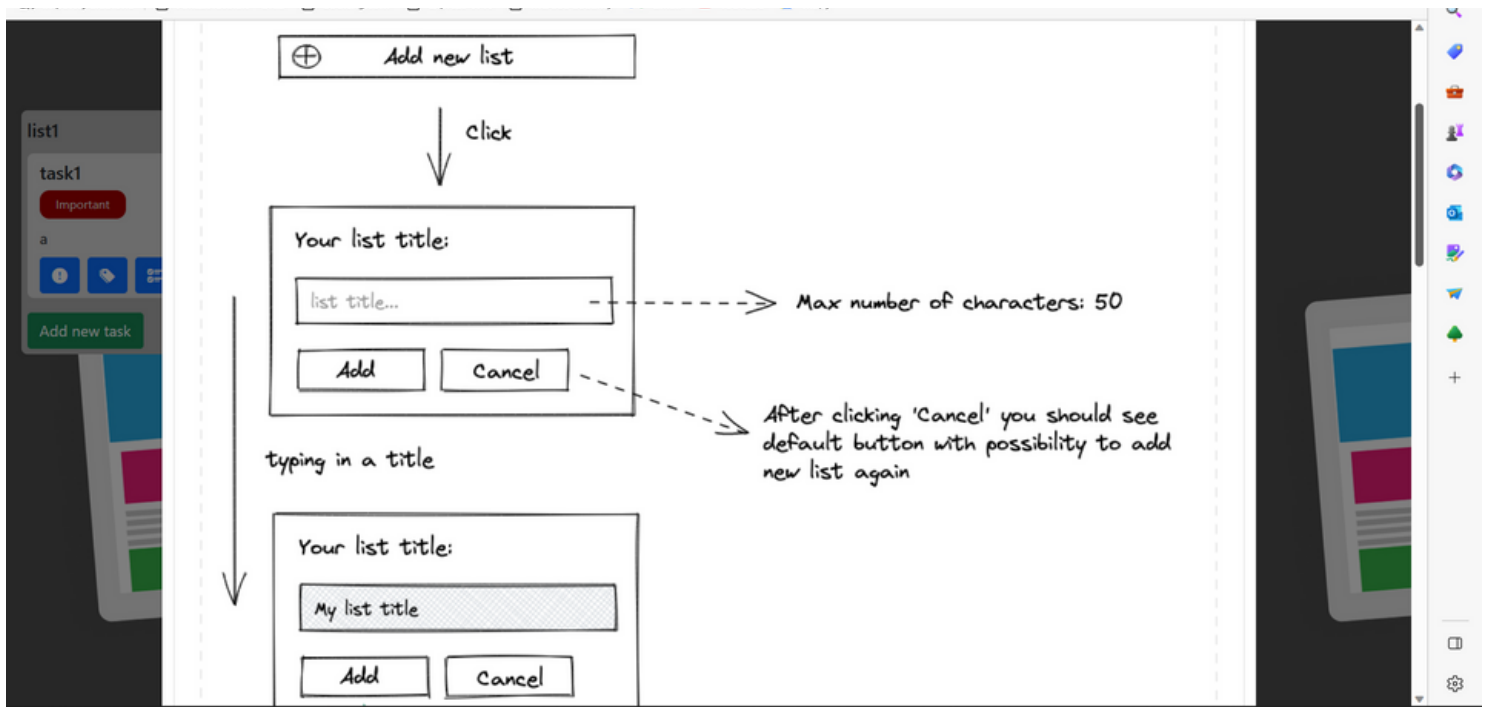 Add new list
Click
list1
task1
Important
a
Add new task
Your list title:
list title...
Max number of characters: 50
Add
Cancel
After clicking 'Cancel' you should see
default button with possibility to add
new list again
typing in a title
Your list title:
My list title
Add
Cancel